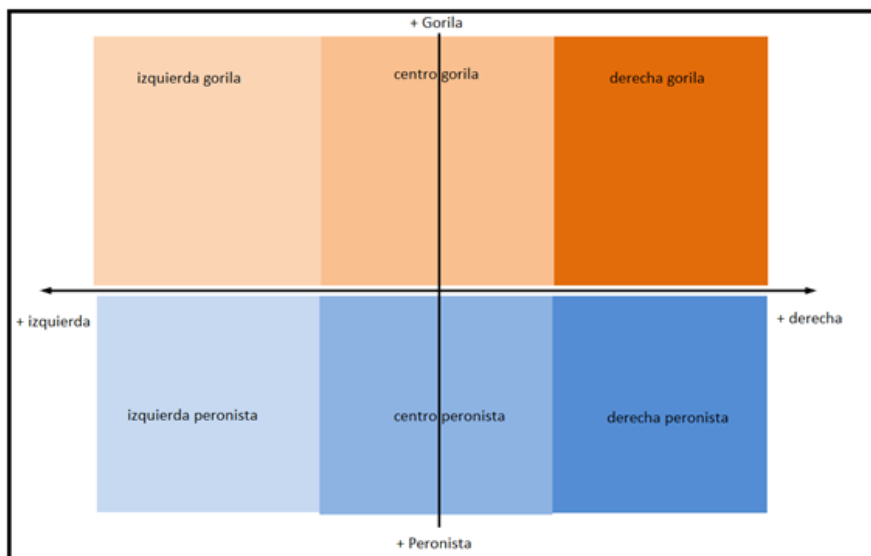 + Gorila
izquierda gorila
centro gorila
derecha gorila
+ izquierda
+ derecha
izquierda peronista
centro peronista
derecha peronista
+ Peronista